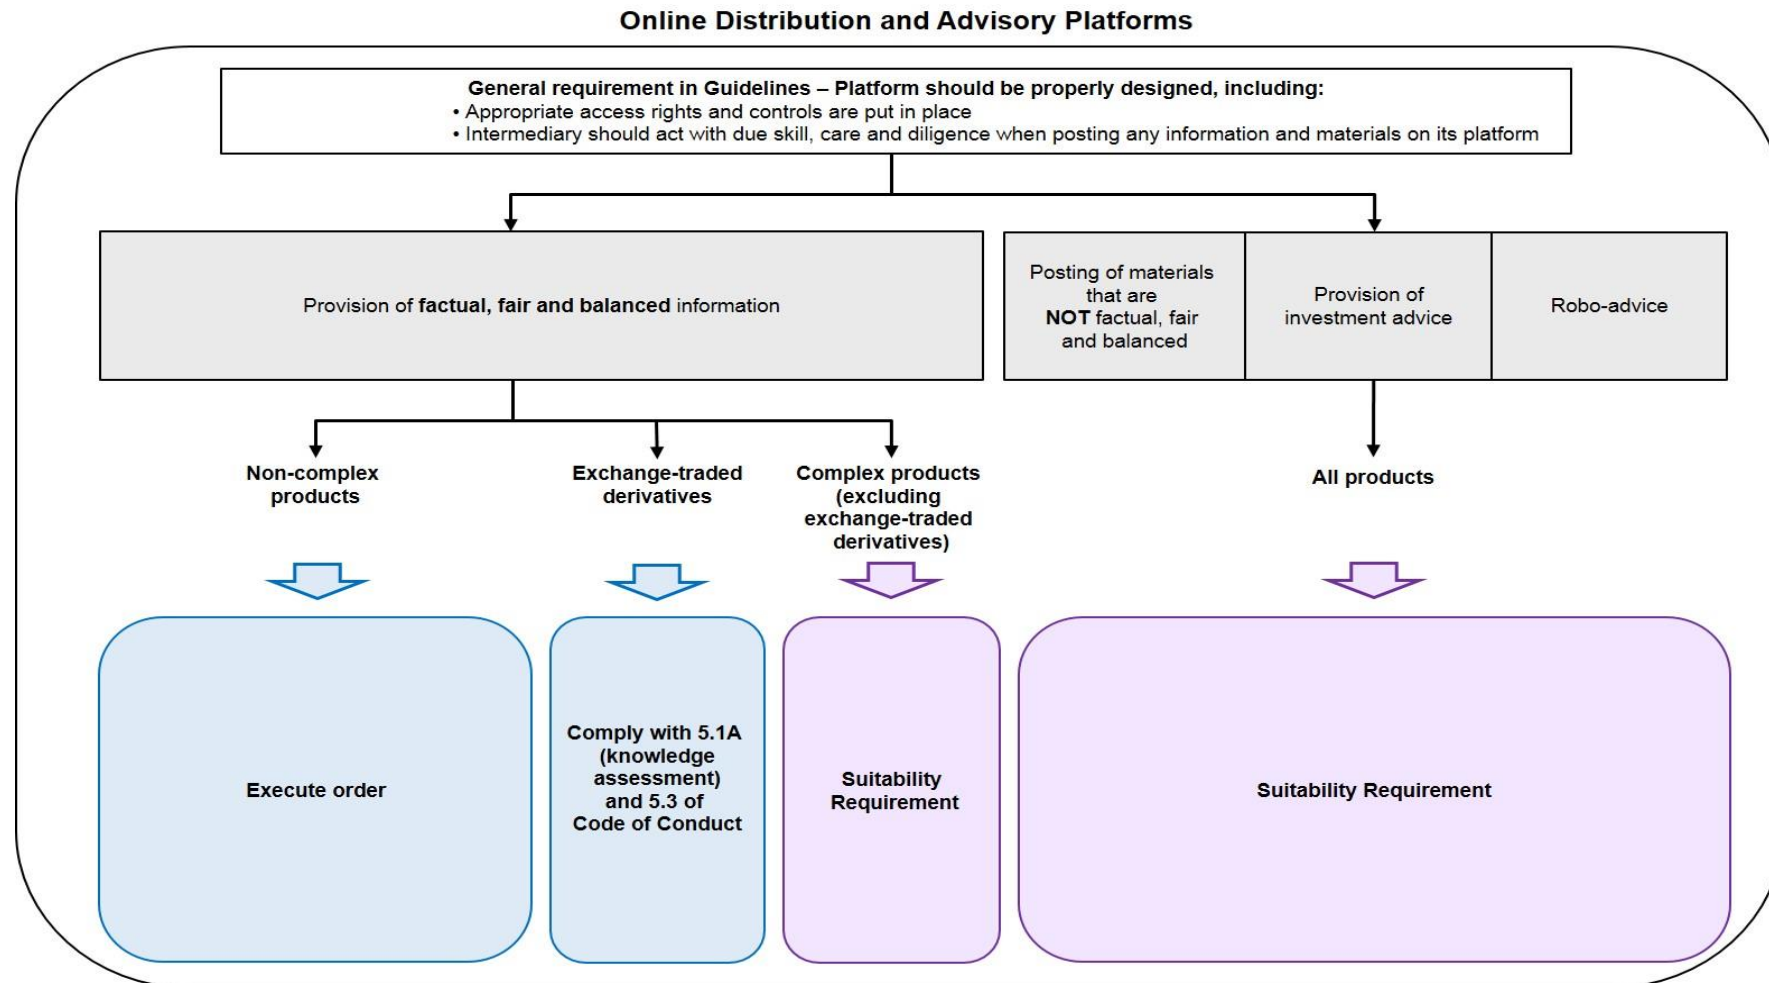 Online Distribution and Advisory Platforms
General requirement in Guidelines – Platform should be properly designed, including:
• Appropriate access rights and controls are put in place
• Intermediary should act with due skill, care and diligence when posting any information and materials on its platform
Provision of factual, fair and balanced information
Posting of materials
that are
NOT factual, fair
and balanced
Provision of
investment advice
Robo-advice
Non-complex
products
Exchange-traded
derivatives
Complex products
(excluding
exchange-traded
derivatives)
All products
Execute order
Comply with 5.1A
(knowledge
assessment)
and 5.3 of
Code of Conduct
Suitability
Requirement
Suitability Requirement